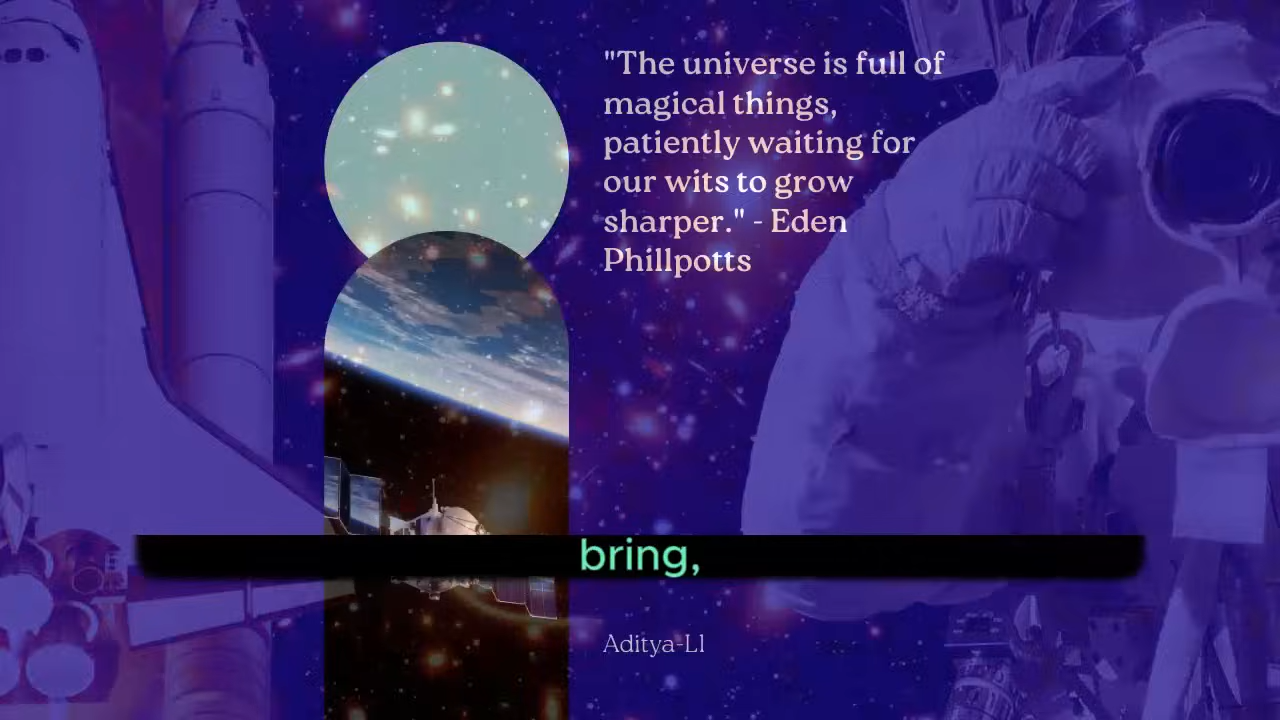 "The universe is full of
magical things,
patiently waiting for
our wits to grow
sharper." - Eden
Phillpotts
bring,
Aditya-L1